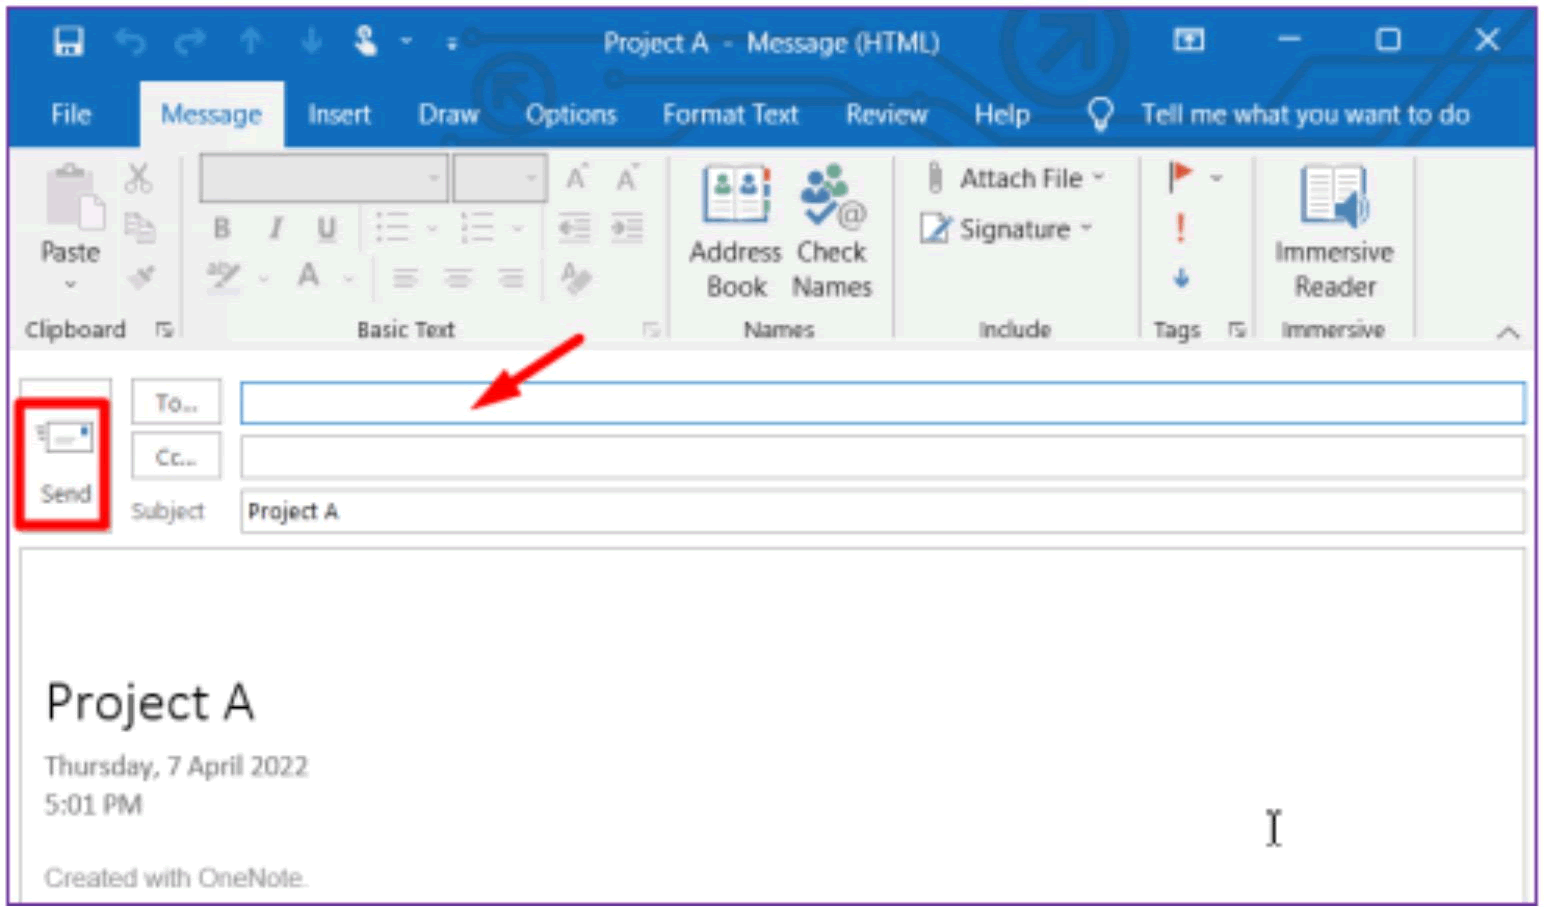 Project A - Message (HTML)
File Message Insert Draw Options Format Text Review Help Tell me what you want to do
Paste
B I U
A
Address Book
Check Names
Attach File
Signature
Immersive Reader
Clipboard
Basic Text
Names
Include
Tags
Immersive
Send
To...
Cc...
Subject Project A
Project A
Thursday, 7 April 2022
5:01 PM
Created with OneNote.